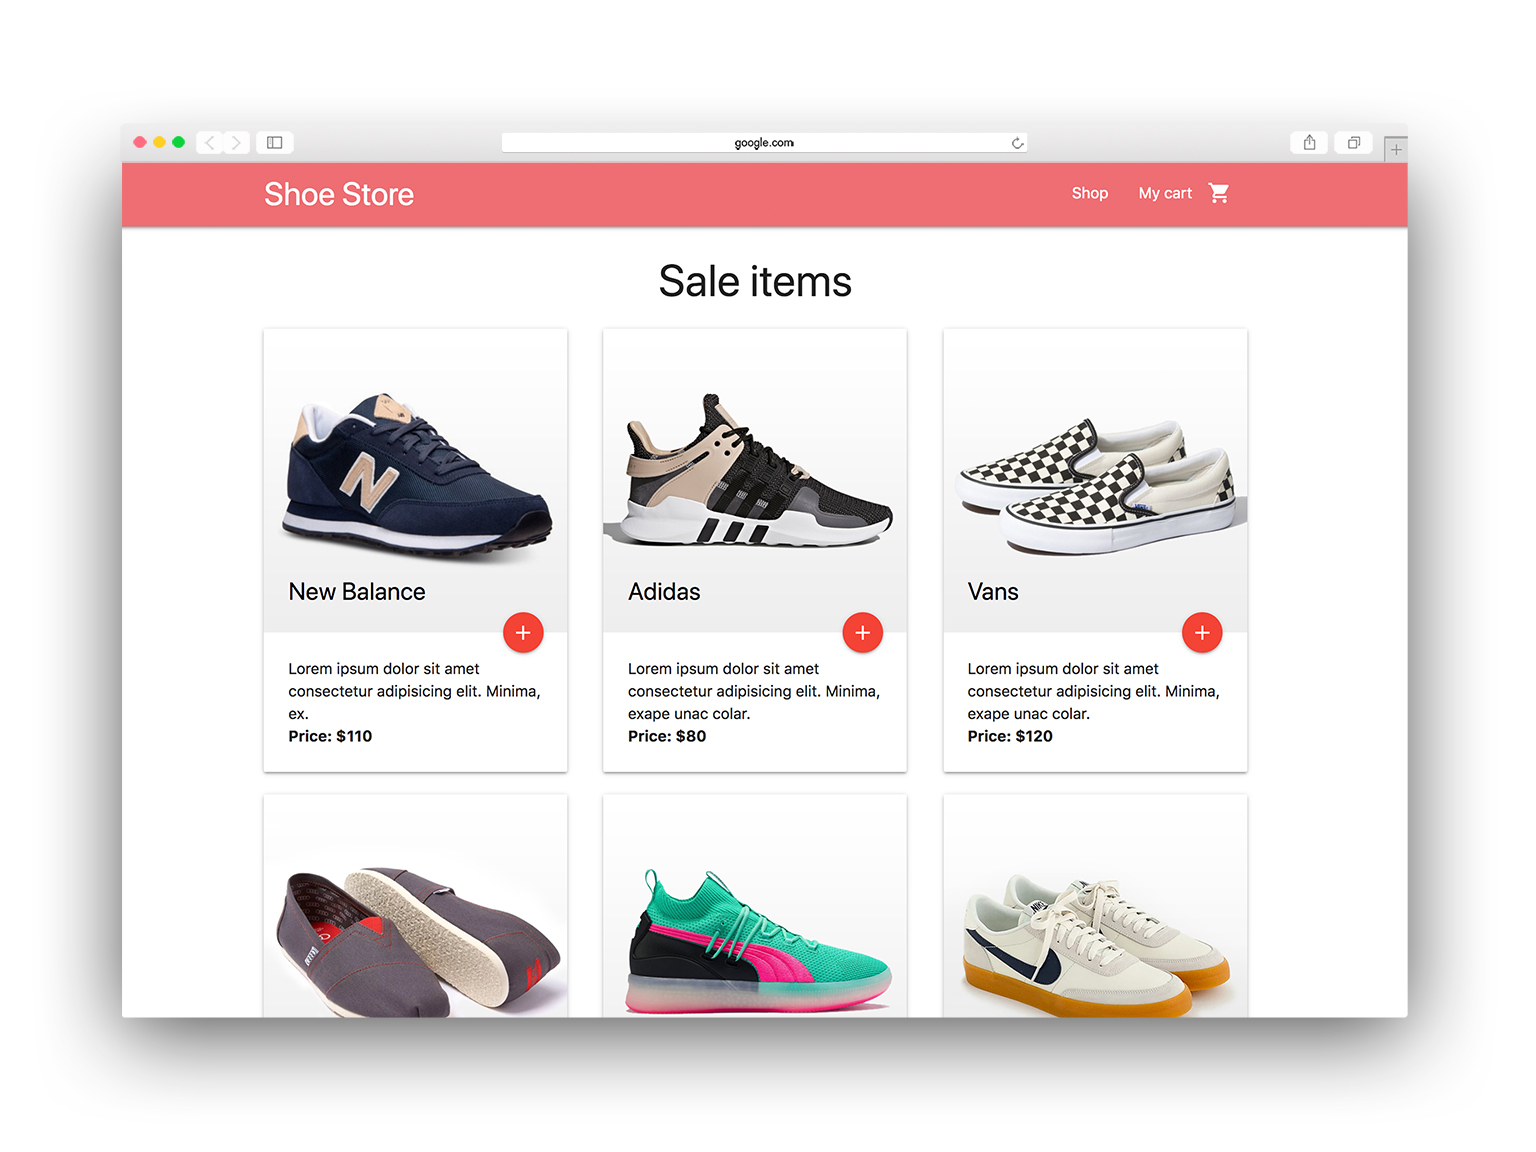 google.com
Shoe Store
Shop
My cart
Sale items
N
New Balance
Adidas
Vans
Lorem ipsum dolor sit amet
consectetur adipisicing elit. Minima,
ex.
Price: $110
Lorem ipsum dolor sit amet
consectetur adipisicing elit. Minima,
exape unac colar.
Price: $80
Lorem ipsum dolor sit amet
consectetur adipisicing elit. Minima,
exape unac colar.
Price: $120
NIKE